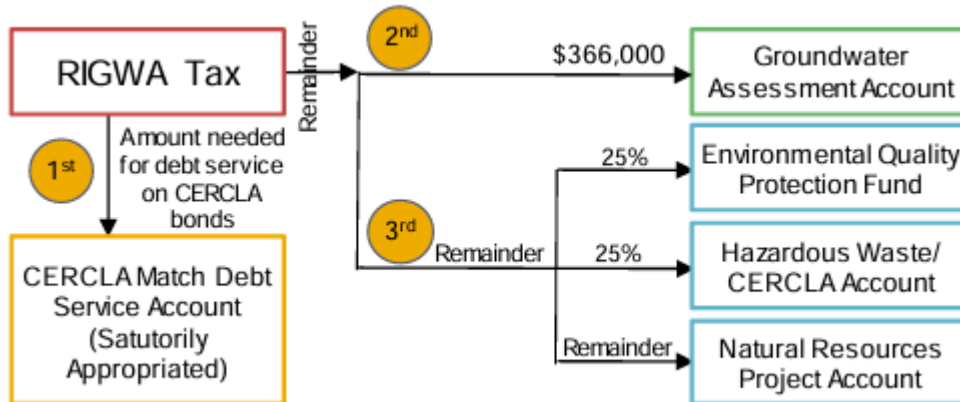 RIGWA Tax
Remainder
2nd
$366,000
Groundwater
Assessment Account
1st
Amount needed
for debt service
on CERCLA
bonds
CERCLA Match Debt
Service Account
(Satutorily
Appropriated)
3rd
Remainder
25%
Environmental Quality
Protection Fund
25%
Hazardous Waste/
CERCLA Account
Remainder
Natural Resources
Project Account